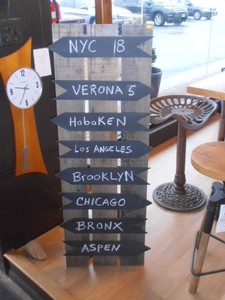 NYC 18
VERONA 5
HoboKEN
LOS ANGELES
BROOKLYN
CHICAGO
BRONX
ASPEN